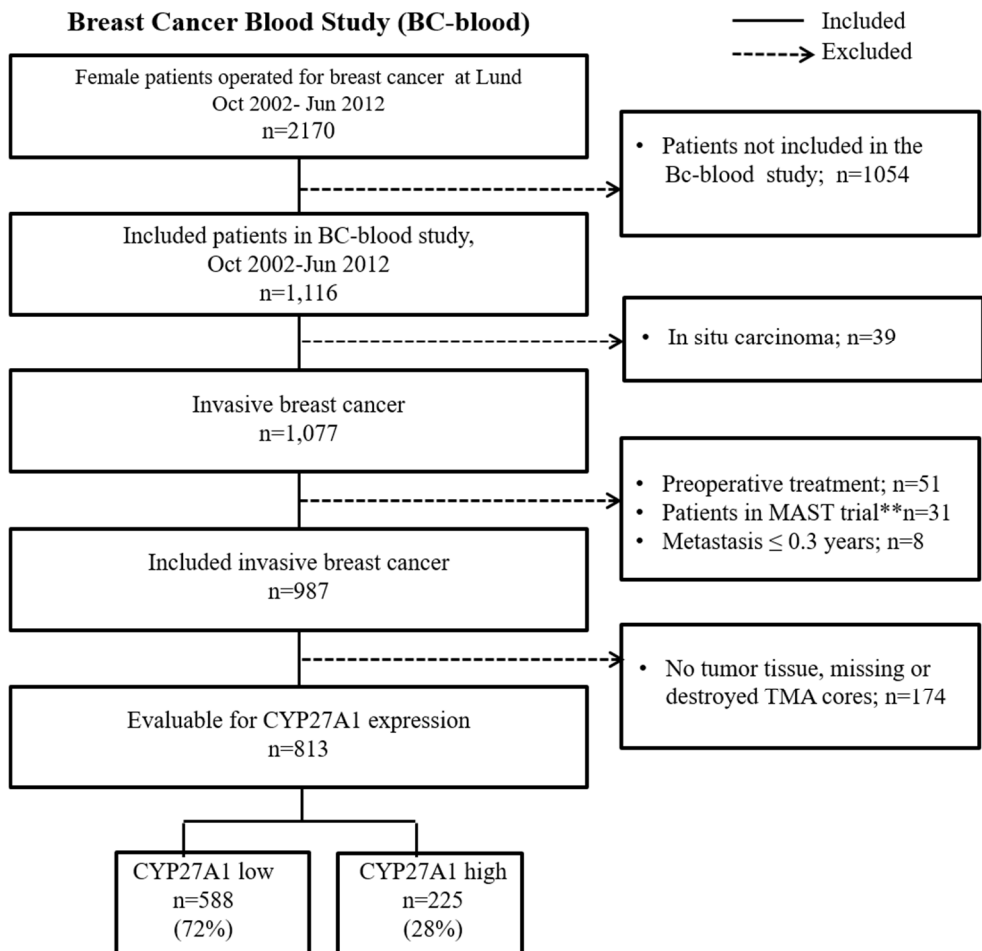 Breast Cancer Blood Study (BC-blood)
Included
Excluded
Female patients operated for breast cancer at Lund
Oct 2002- Jun 2012
n=2170
• Patients not included in the
Bc-blood study; n=1054
Included patients in BC-blood study,
Oct 2002-Jun 2012
n=1,116
• In situ carcinoma; n=39
Invasive breast cancer
n=1,077
• Preoperative treatment; n=51
• Patients in MAST trial**n=31
• Metastasis ≤ 0.3 years; n=8
Included invasive breast cancer
n=987
• No tumor tissue, missing or
destroyed TMA cores; n=174
Evaluable for CYP27A1 expression
n=813
CYP27A1 low
n=588
(72%)
CYP27A1 high
n=225
(28%)